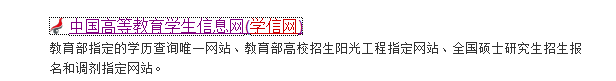 中国高等教育学生信息网(学信网)
教育部指定的学历查询唯一网站、教育部高校招生阳光工程指定网站、全国硕士研究生招生报
名和调剂指定网站。